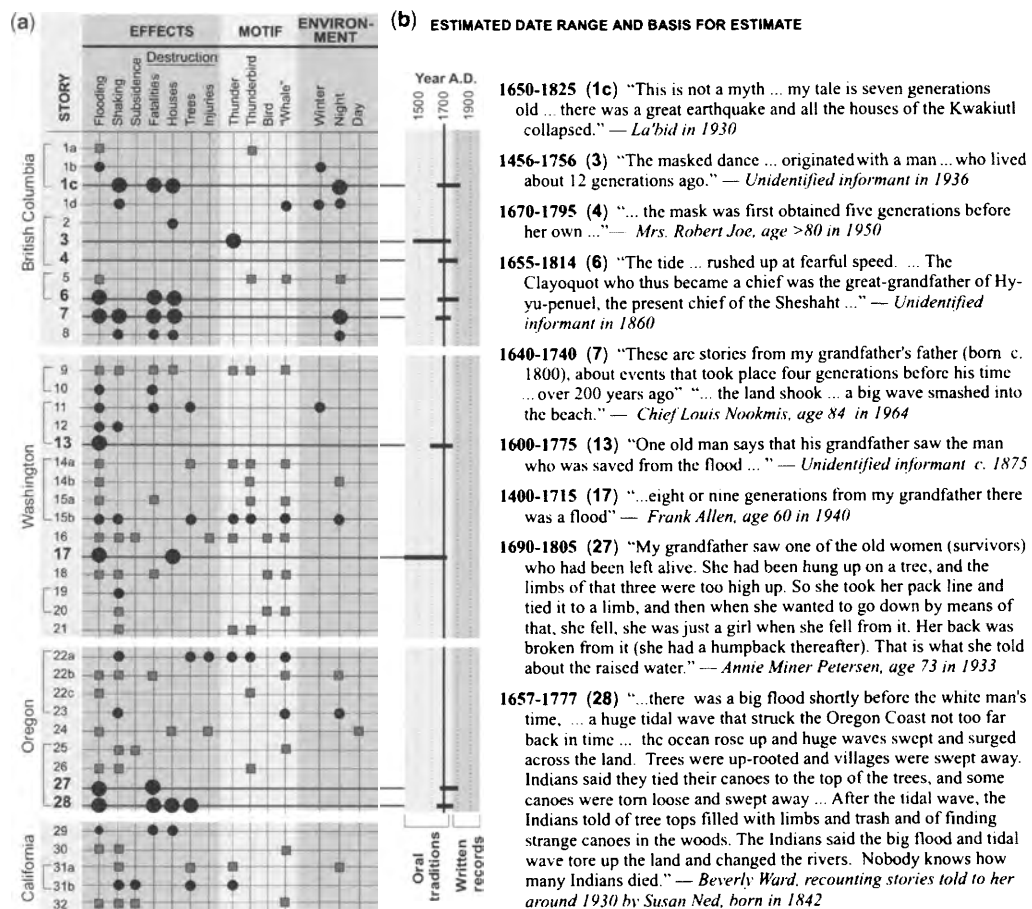 (a)
EFFECTS
MOTIF
ENVIRON-
MENT
Destruction
STORY
Flooding
Shaking
Subsidence
Fatalities
Houses
Trees
Injuries
Thunder
Thunderbird
Bird
"Whale"
Winter
Night
Day
British Columbia
1a
1b
1c
1d
2
3
4
5
6
7
8
Washington
9
10
11
12
13
14a
14b
15a
15b
16
17
18
19
20
21
Oregon
22a
22b
22c
23
24
25
26
27
28
California
29
30
31a
31b
32
(b) ESTIMATED DATE RANGE AND BASIS FOR ESTIMATE
Year A.D.
1500
1700
1900
Oral
traditions
Written
records
1650-1825 (1c) "This is not a myth ... my tale is seven generations
old ... there was a great earthquake and all the houses of the Kwakiutl
collapsed." — La'bid in 1930
1456-1756 (3) "The masked dance ... originated with a man ... who lived
about 12 generations ago." — Unidentified informant in 1936
1670-1795 (4) "... the mask was first obtained five generations before
her own ..."— Mrs. Robert Joe, age >80 in 1950
1655-1814 (6) "The tide ... rushed up at fearful speed. ... The
Clayoquot who thus became a chief was the great-grandfather of Hy-
yu-penuel, the present chief of the Sheshaht ..." — Unidentified
informant in 1860
1640-1740 (7) "These are stories from my grandfather's father (born c.
1800), about events that took place four generations before his time
... over 200 years ago" "... the land shook ... a big wave smashed into
the beach." — Chief Louis Nookmis, age 84 in 1964
1600-1775 (13) "One old man says that his grandfather saw the man
who was saved from the flood ... " — Unidentified informant c. 1875
1400-1715 (17) "...eight or nine generations from my grandfather there
was a flood" — Frank Allen, age 60 in 1940
1690-1805 (27) "My grandfather saw one of the old women (survivors)
who had been left alive. She had been hung up on a tree, and the
limbs of that three were too high up. So she took her pack line and
tied it to a limb, and then when she wanted to go down by means of
that, she fell, she was just a girl when she fell from it. Her back was
broken from it (she had a humpback thereafter). That is what she told
about the raised water." — Annie Miner Petersen, age 73 in 1933
1657-1777 (28) "...there was a big flood shortly before the white man's
time, ... a huge tidal wave that struck the Oregon Coast not too far
back in time ... the ocean rose up and huge waves swept and surged
across the land. Trees were up-rooted and villages were swept away.
Indians said they tied their canoes to the top of the trees, and some
canoes were torn loose and swept away ... After the tidal wave, the
Indians told of tree tops filled with limbs and trash and of finding
strange canoes in the woods. The Indians said the big flood and tidal
wave tore up the land and changed the rivers. Nobody knows how
many Indians died." — Beverly Ward, recounting stories told to her
around 1930 by Susan Ned, born in 1842